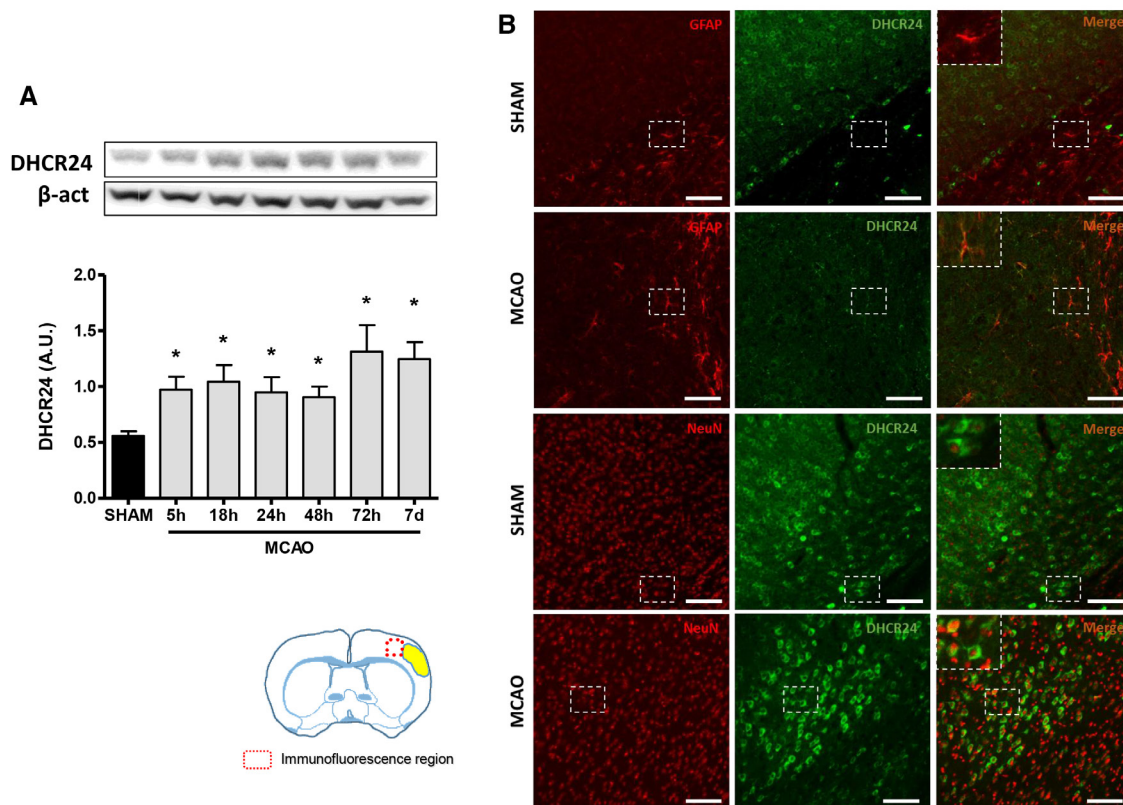 A
DHCR24
β-act
2.0
1.5
1.0
0.5
0.0
DHCR24 (A.U.)
* * * * * *
SHAM 5h 18h 24h 48h 72h 7d
MCAO
Immunofluorescence region
B
SHAM
GFAP DHCR24 Merge
MCAO
GFAP DHCR24 Merge
SHAM
NeuN DHCR24 Merge
MCAO
NeuN DHCR24 Merge